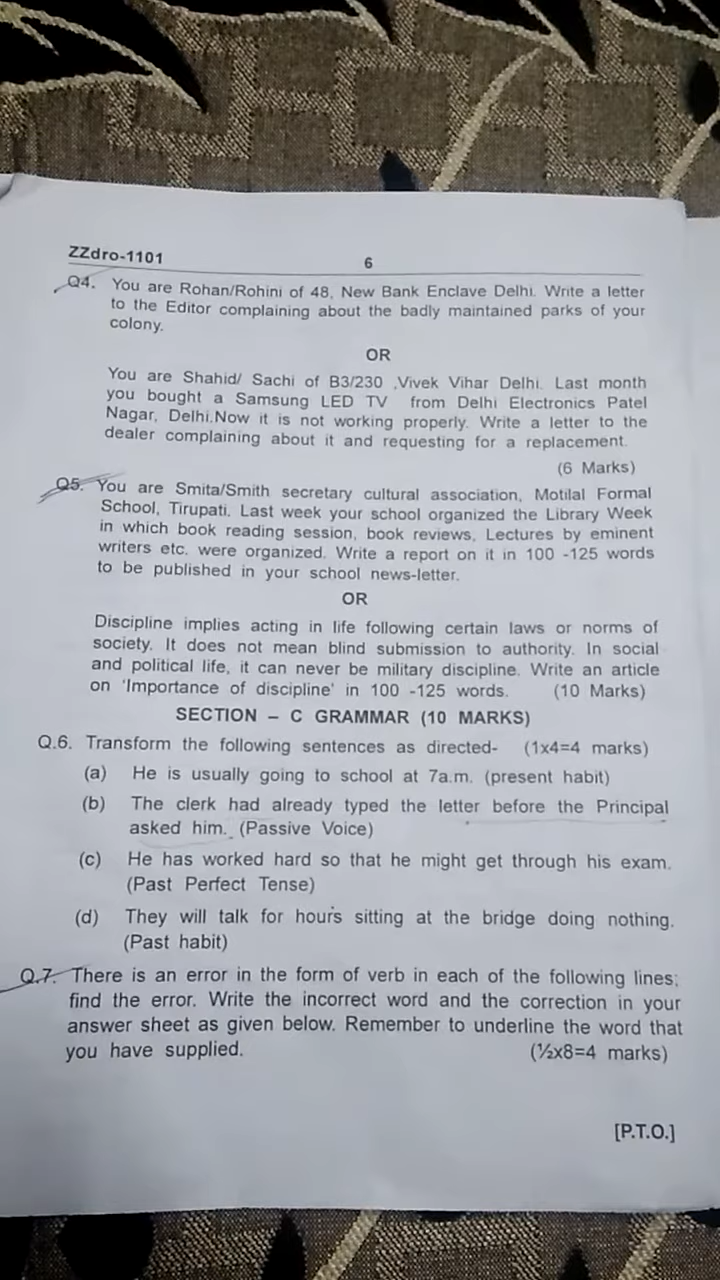 ZZdro-1101
6
Q4. You are Rohan/Rohini of 48, New Bank Enclave Delhi. Write a letter
to the Editor complaining about the badly maintained parks of your
colony.
OR
You are Shahid/ Sachi of B3/230 ,Vivek Vihar Delhi. Last month
you bought a Samsung LED TV from Delhi Electronics Patel
Nagar, Delhi.Now it is not working properly. Write a letter to the
dealer complaining about it and requesting for a replacement.
(6 Marks)
Q5. You are Smita/Smith secretary cultural association, Motilal Formal
School, Tirupati. Last week your school organized the Library Week
in which book reading session, book reviews, Lectures by eminent
writers etc. were organized. Write a report on it in 100 -125 words
to be published in your school news-letter.
OR
Discipline implies acting in life following certain laws or norms of
society. It does not mean blind submission to authority. In social
and political life, it can never be military discipline. Write an article
on 'Importance of discipline' in 100 -125 words. (10 Marks)
SECTION – C GRAMMAR (10 MARKS)
Q.6. Transform the following sentences as directed- (1x4=4 marks)
(a) He is usually going to school at 7a.m. (present habit)
(b) The clerk had already typed the letter before the Principal
asked him. (Passive Voice)
(c) He has worked hard so that he might get through his exam.
(Past Perfect Tense)
(d) They will talk for hours sitting at the bridge doing nothing.
(Past habit)
Q.7. There is an error in the form of verb in each of the following lines;
find the error. Write the incorrect word and the correction in your
answer sheet as given below. Remember to underline the word that
you have supplied. (½x8=4 marks)
[P.T.O.]